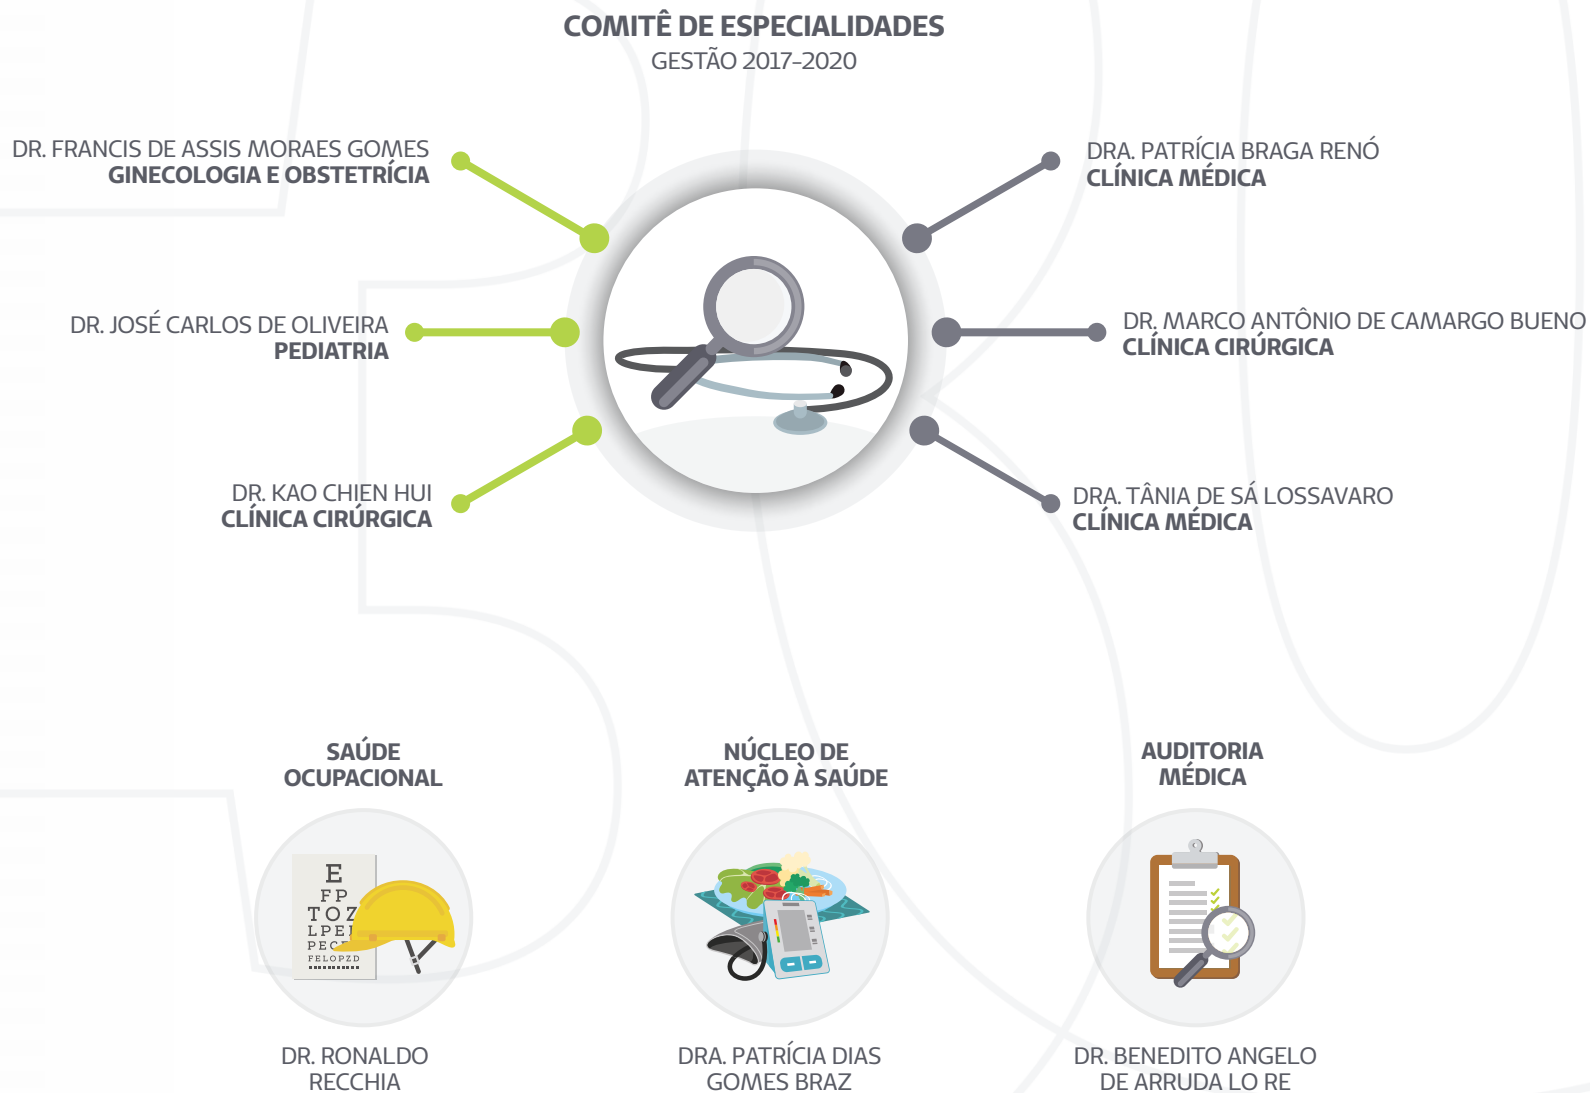 COMITÊ DE ESPECIALIDADES
GESTÃO 2017-2020
DR. FRANCIS DE ASSIS MORAES GOMES
GINECOLOGIA E OBSTETRÍCIA
DRA. PATRÍCIA BRAGA RENÓ
CLÍNICA MÉDICA
DR. JOSÉ CARLOS DE OLIVEIRA
PEDIATRIA
DR. MARCO ANTÔNIO DE CAMARGO BUENO
CLÍNICA CIRÚRGICA
DR. KAO CHIEN HUI
CLÍNICA CIRÚRGICA
DRA. TÂNIA DE SÁ LOSSAVARO
CLÍNICA MÉDICA
SAÚDE
OCUPACIONAL
E
F P
T O Z
L P E
P E C
FELOPZD
DR. RONALDO
RECCHIA
NÚCLEO DE
ATENÇÃO À SAÚDE
DRA. PATRÍCIA DIAS
GOMES BRAZ
AUDITORIA
MÉDICA
DR. BENEDITO ANGELO
DE ARRUDA LO RE